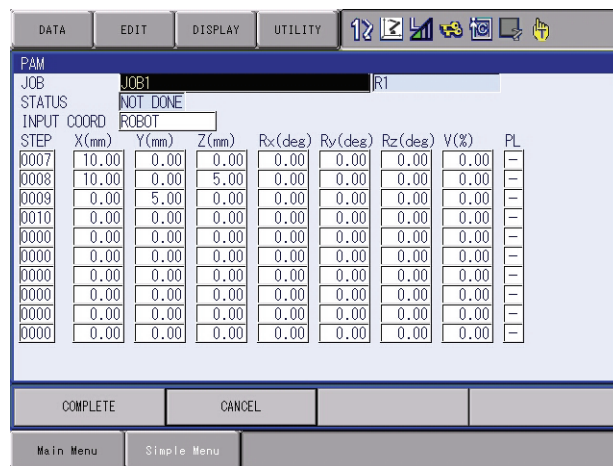 DATA EDIT DISPLAY UTILITY
PAM
JOB JOB1 R1
STATUS NOT DONE
INPUT COORD ROBOT
STEP X(mm) Y(mm) Z(mm) Rx(deg) Ry(deg) Rz(deg) V(%) PL
0007 10.00 0.00 0.00 0.00 0.00 0.00 0.00 –
0008 10.00 0.00 5.00 0.00 0.00 0.00 0.00 –
0009 0.00 5.00 0.00 0.00 0.00 0.00 0.00 –
0010 0.00 0.00 0.00 0.00 0.00 0.00 0.00 –
0000 0.00 0.00 0.00 0.00 0.00 0.00 0.00 –
0000 0.00 0.00 0.00 0.00 0.00 0.00 0.00 –
0000 0.00 0.00 0.00 0.00 0.00 0.00 0.00 –
0000 0.00 0.00 0.00 0.00 0.00 0.00 0.00 –
0000 0.00 0.00 0.00 0.00 0.00 0.00 0.00 –
0000 0.00 0.00 0.00 0.00 0.00 0.00 0.00 –
COMPLETE CANCEL
Main Menu Simple Menu